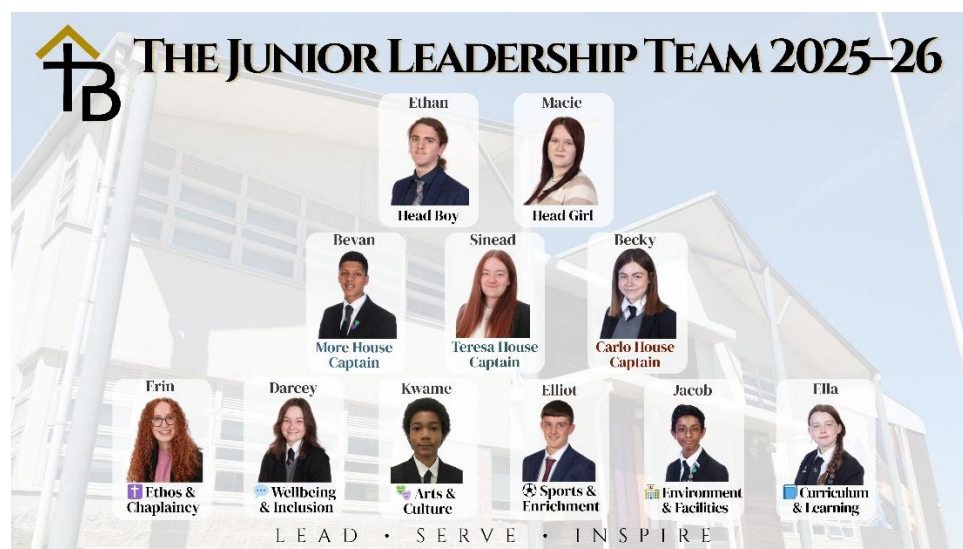 TB
THE JUNIOR LEADERSHIP TEAM 2025–26
Ethan
Macie
Head Boy
Head Girl
Bevan
Sinead
Becky
More House
Captain
Teresa House
Captain
Carlo House
Captain
Erin
Darcey
Kwame
Elliot
Jacob
Ella
Ethos &
Chaplaincy
Wellbeing
& Inclusion
Arts &
Culture
Sports &
Enrichment
Environment
& Facilities
Curriculum
& Learning
LEAD • SERVE • INSPIRE